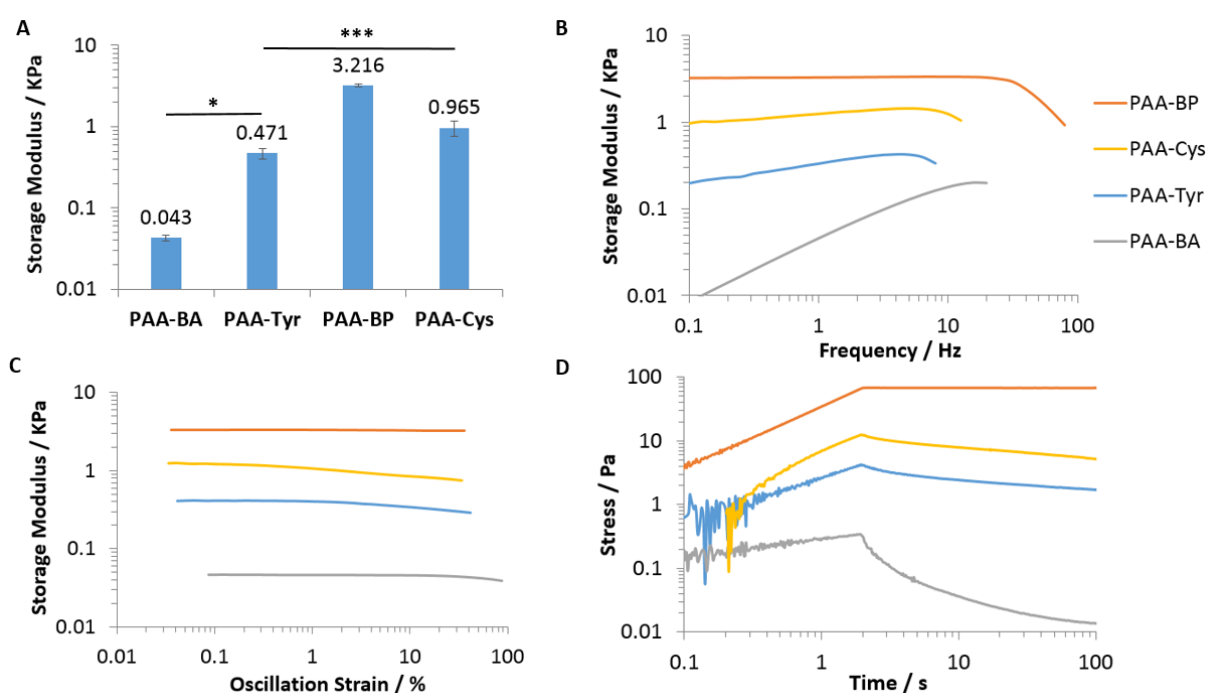 A
Storage Modulus / KPa
10
1
0.1
0.01
*
***
0.043
0.471
3.216
0.965
PAA-BA
PAA-Tyr
PAA-BP
PAA-Cys
B
Storage Modulus / KPa
10
1
0.1
0.01
0.1
1
10
100
Frequency / Hz
PAA-BP
PAA-Cys
PAA-Tyr
PAA-BA
C
Storage Modulus / KPa
10
1
0.1
0.01
0.01
0.1
1
10
100
Oscillation Strain / %
D
Stress / Pa
100
10
1
0.1
0.01
0.1
1
10
100
Time / s